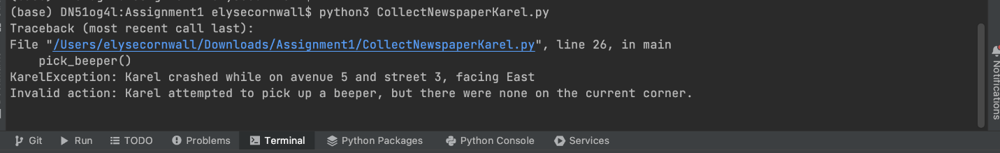 (base) DN51og4l:Assignment1 elysecornwall$ python3 CollectNewspaperKarel.py
Traceback (most recent call last):
File "/Users/elysecornwall/Downloads/Assignment1/CollectNewspaperKarel.py", line 26, in main
    pick_beeper()
KarelException: Karel crashed while on avenue 5 and street 3, facing East
Invalid action: Karel attempted to pick up a beeper, but there were none on the current corner.
Notifications
Git Run TODO Problems Terminal Python Packages Python Console Services